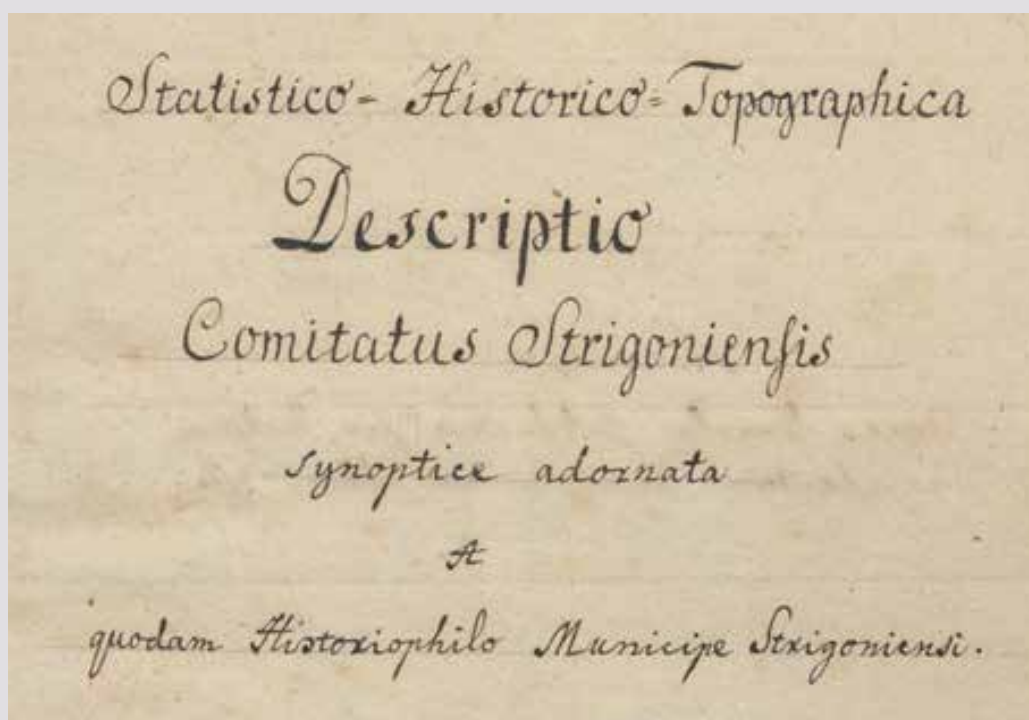 Statistico- Historico= Topographica
Descriptio
Comitatus Strigoniensis
synoptice adornata
A
quodam Historiophilo Municipe Strigoniensi.